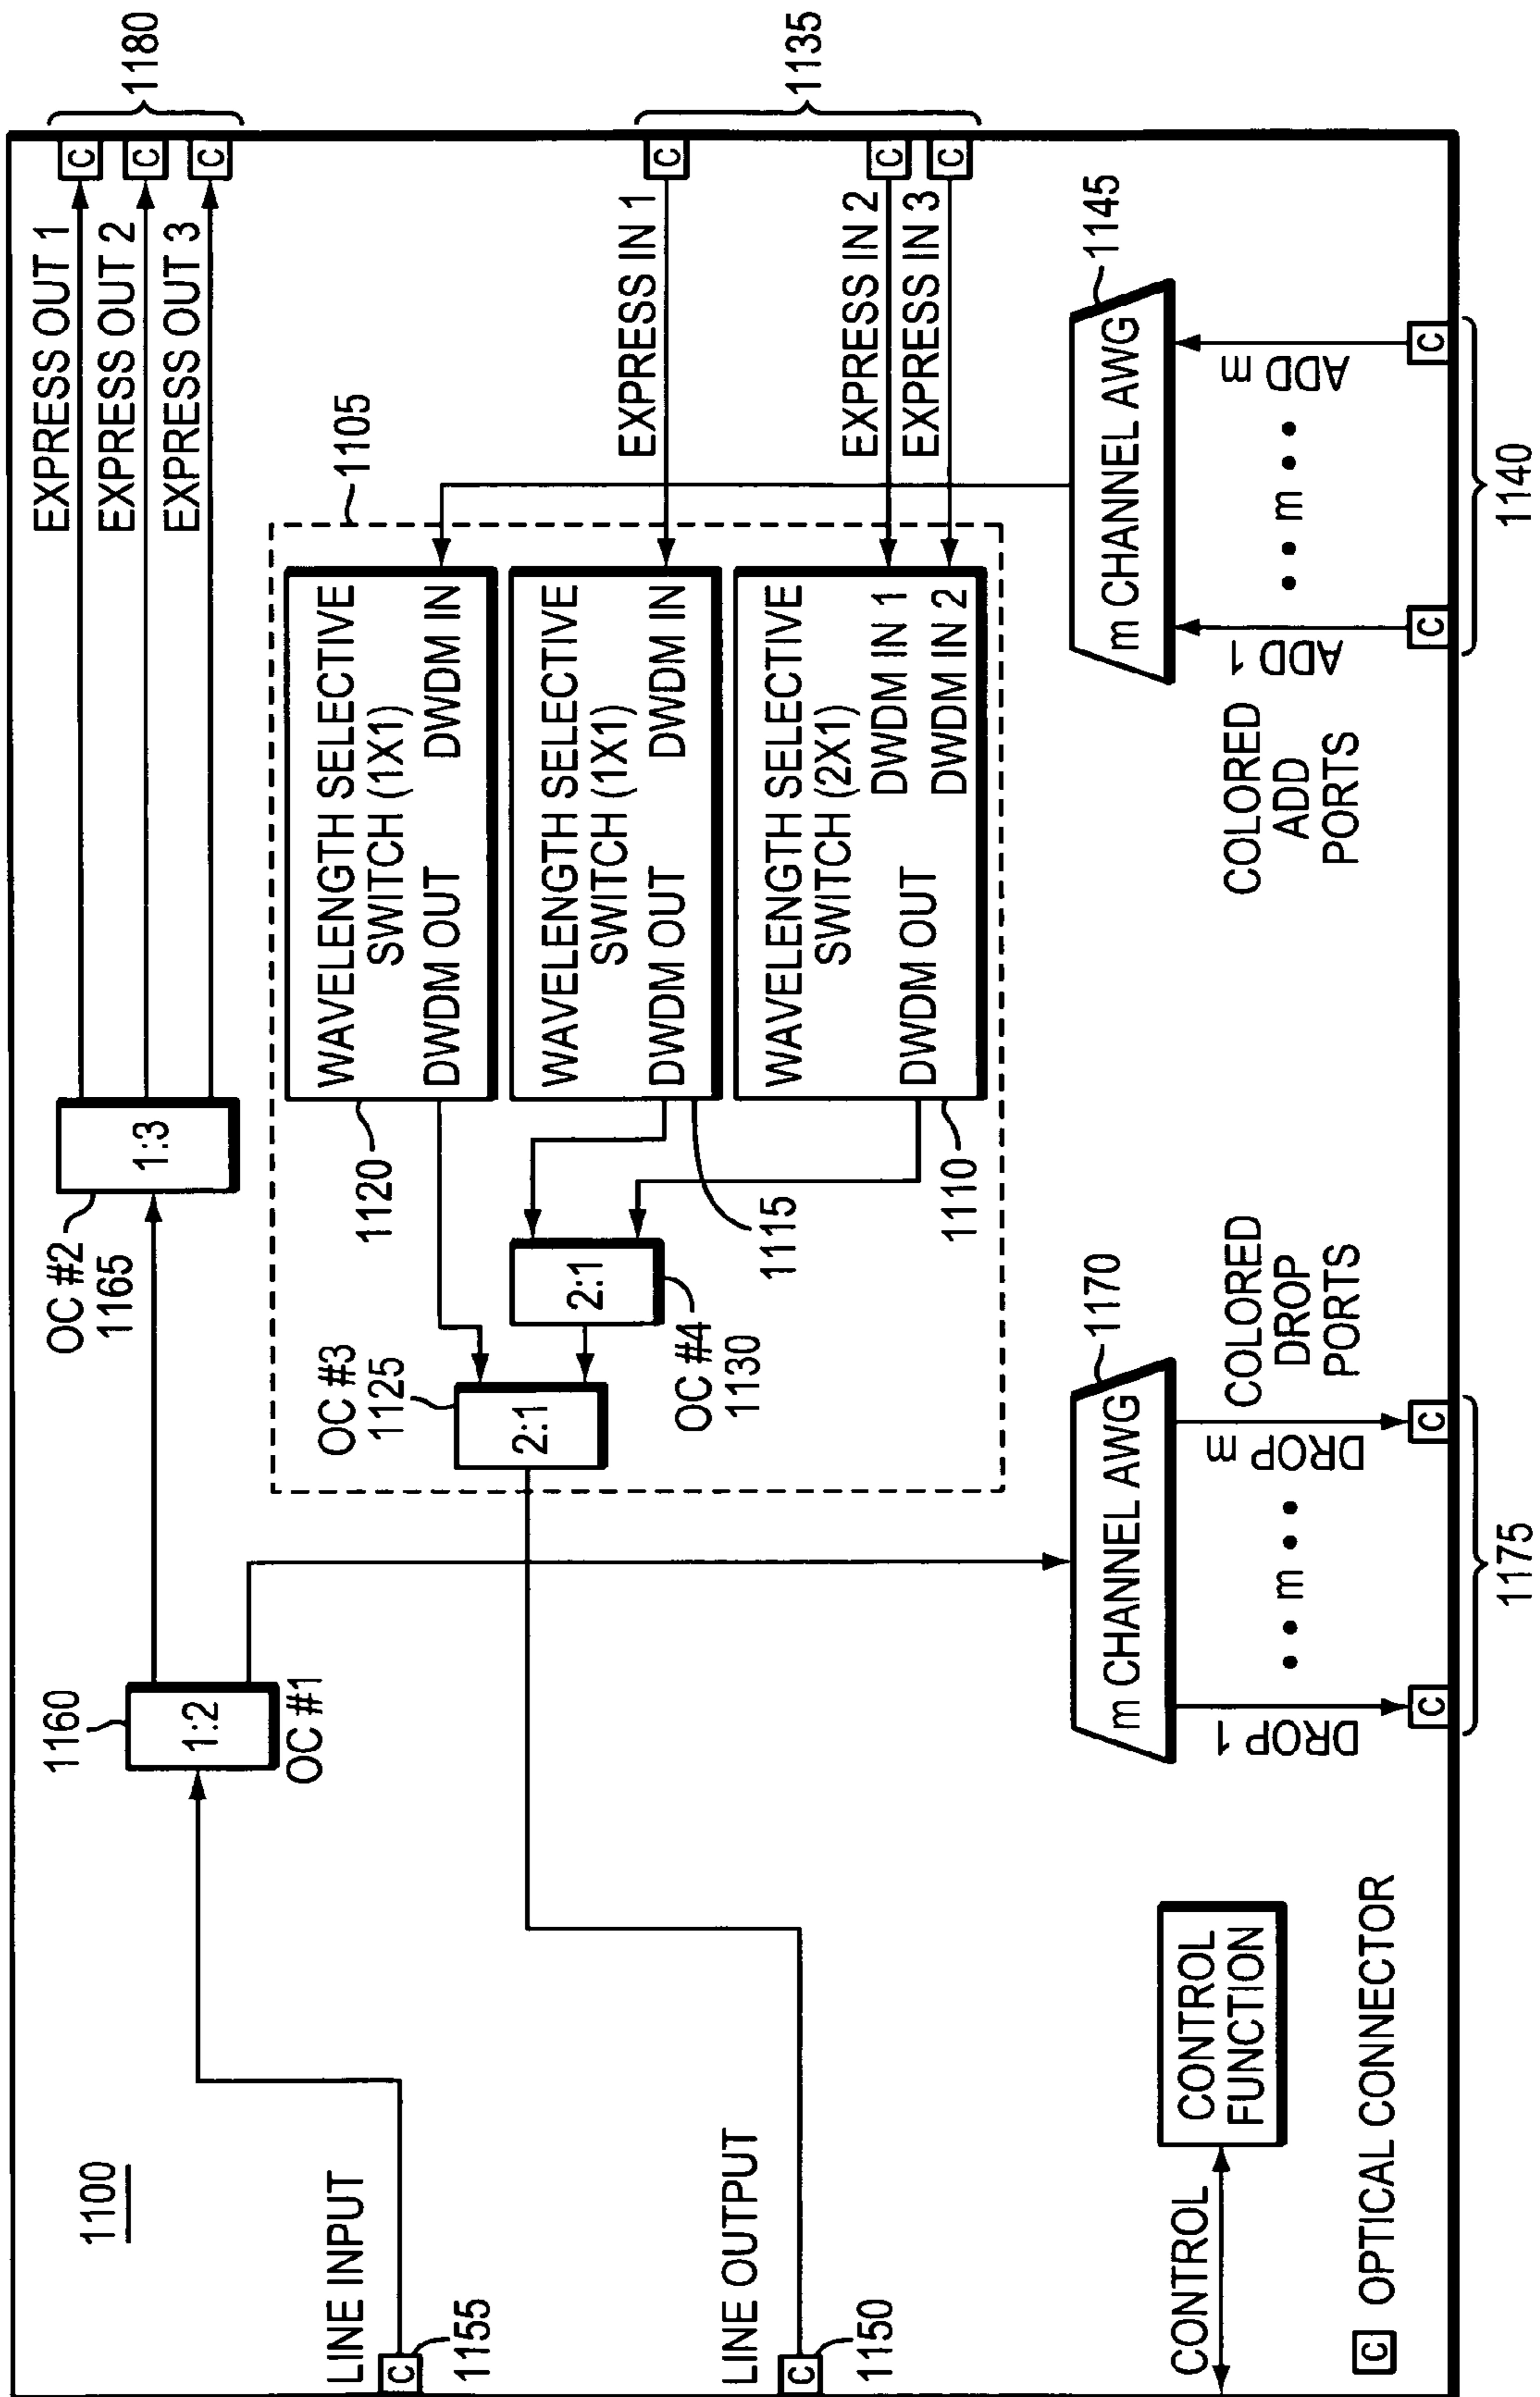 1100
LINE INPUT
C
1155
LINE OUTPUT
C
1150
CONTROL
CONTROL
FUNCTION
C OPTICAL CONNECTOR
1160
1:2
OC #1
OC #2
1165
1:3
EXPRESS OUT 1
EXPRESS OUT 2
EXPRESS OUT 3
C
C
C
1180
1105
WAVELENGTH SELECTIVE
SWITCH (1X1)
DWDM OUT DWDM IN
1120
WAVELENGTH SELECTIVE
SWITCH (1X1)
DWDM OUT DWDM IN
1115
WAVELENGTH SELECTIVE
SWITCH (2X1)
DWDM IN 1
DWDM OUT
DWDM IN 2
1110
OC #3
1125
2:1
2:1
OC #4
1130
EXPRESS IN 1
EXPRESS IN 2
EXPRESS IN 3
C
C
C
1135
m CHANNEL AWG
1170
DROP 1
m
DROP m
COLORED
DROP
PORTS
C
C
1175
m CHANNEL AWG
1145
COLORED
ADD
PORTS
ADD 1
m
ADD m
C
C
1140